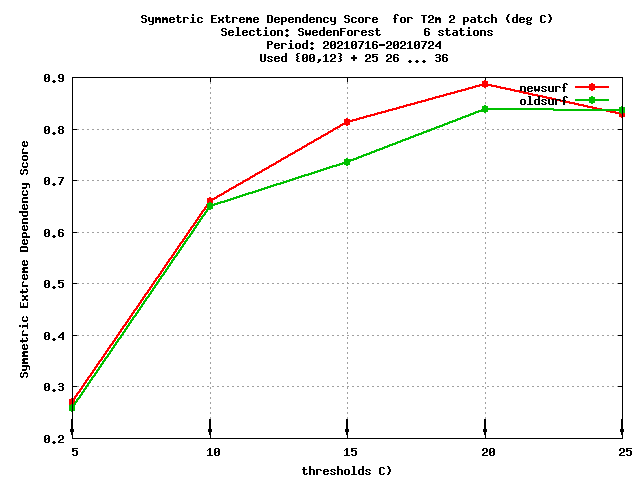 Symmetric Extreme Dependency Score  for T2m 2 patch (deg C)
Selection: SwedenForest      6 stations
Period: 20210716-20210724
Used {00,12} + 25 26 ... 36
newsurf
oldsurf
Symmetric Extreme Dependency Score
0.9
0.8
0.7
0.6
0.5
0.4
0.3
0.2
5 10 15 20 25
thresholds C)